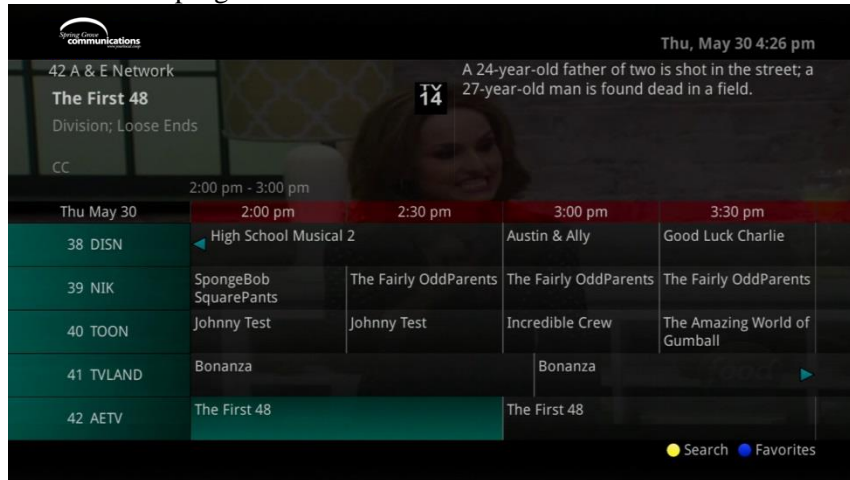 Spring Grove
communications
Thu, May 30 4:26 pm
42 A & E Network
The First 48
Division; Loose Ends
CC
TV
14
A 24-year-old father of two is shot in the street; a
27-year-old man is found dead in a field.
2:00 pm - 3:00 pm
Thu May 30 2:00 pm 2:30 pm 3:00 pm 3:30 pm
38 DISN High School Musical 2 Austin & Ally Good Luck Charlie
39 NIK SpongeBob SquarePants The Fairly OddParents The Fairly OddParents The Fairly OddParents
40 TOON Johnny Test Johnny Test Incredible Crew The Amazing World of Gumball
41 TVLAND Bonanza Bonanza
42 AETV The First 48 The First 48
Search Favorites